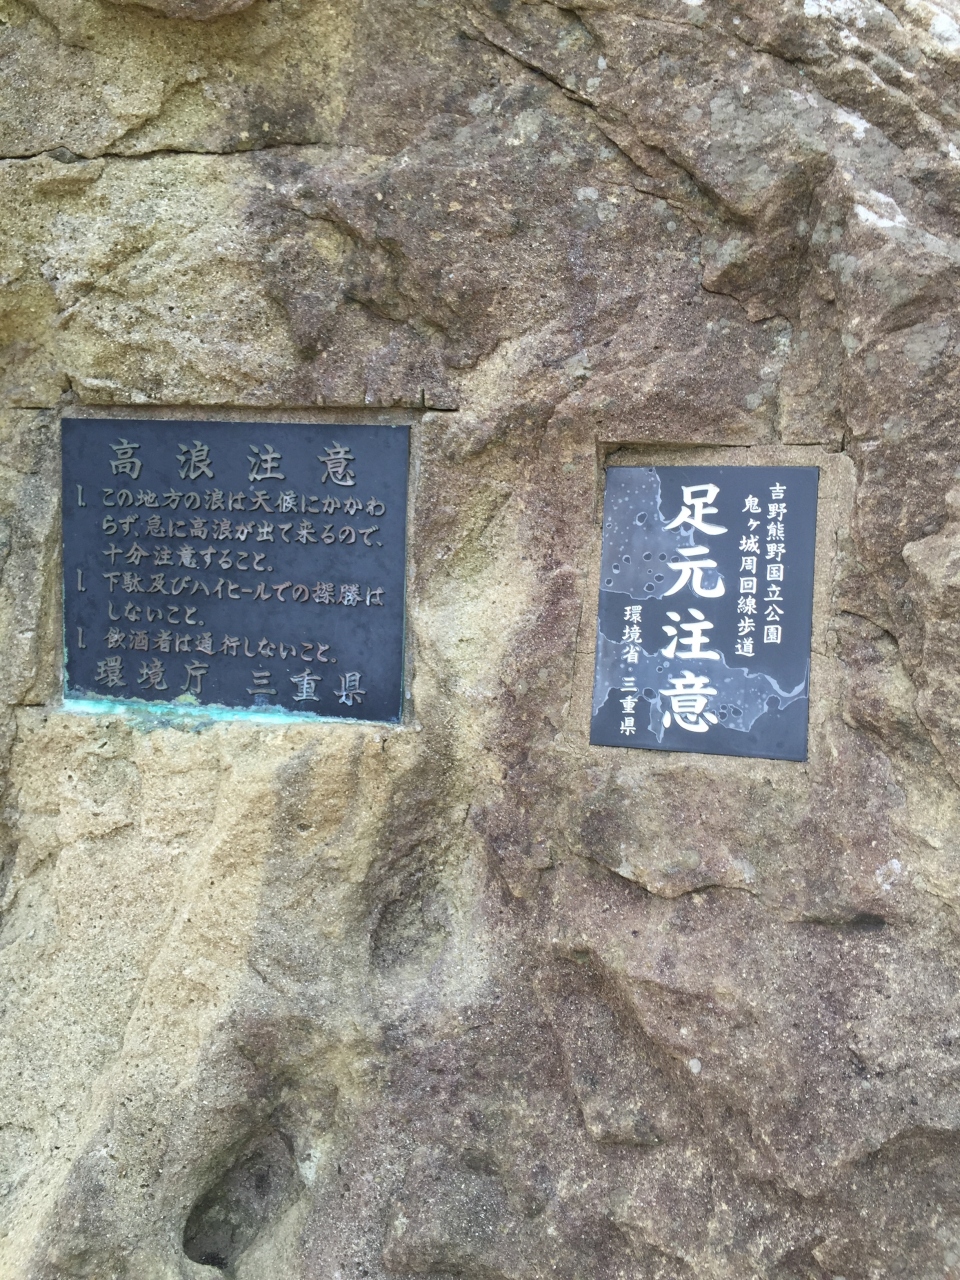 高浪注意
1. この地方の浪は天候にかかわ
らず、急に高浪が出て来るので、
十分注意すること。
1. 下駄及びハイヒールでの探勝は
しないこと。
1. 飲酒者は通行しないこと。
環境庁 三重県
吉野熊野国立公園
鬼ヶ城周回線歩道
足元注意
環境省 三重県